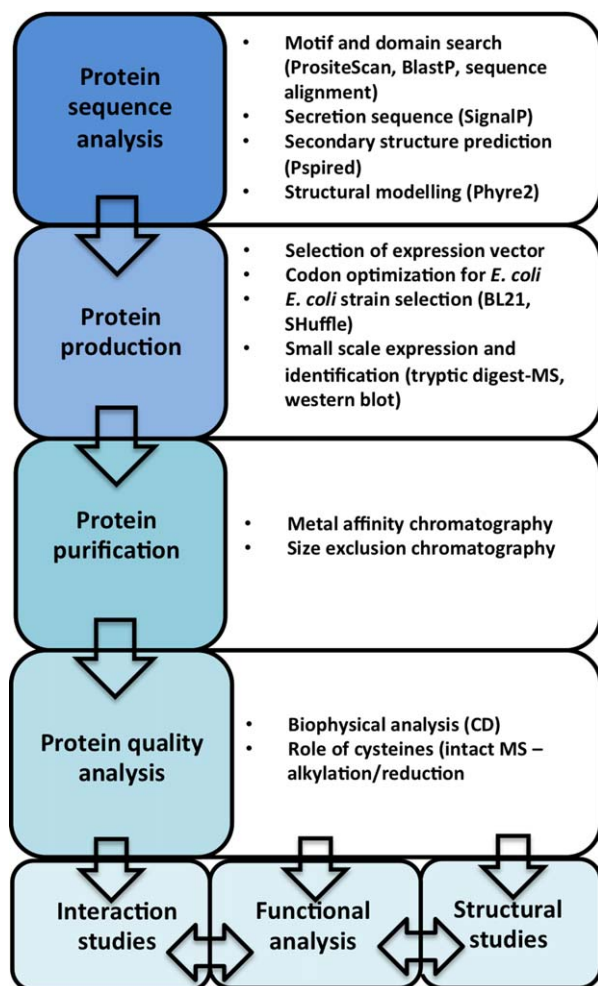 Protein
sequence
analysis
• Motif and domain search
(PrositeScan, BlastP, sequence
alignment)
• Secretion sequence (SignalP)
• Secondary structure prediction
(Pspired)
• Structural modelling (Phyre2)
Protein
production
• Selection of expression vector
• Codon optimization for E. coli
• E. coli strain selection (BL21,
SHuffle)
• Small scale expression and
identification (tryptic digest-MS,
western blot)
Protein
purification
• Metal affinity chromatography
• Size exclusion chromatography
Protein quality
analysis
• Biophysical analysis (CD)
• Role of cysteines (intact MS –
alkylation/reduction
Interaction
studies
Functional
analysis
Structural
studies